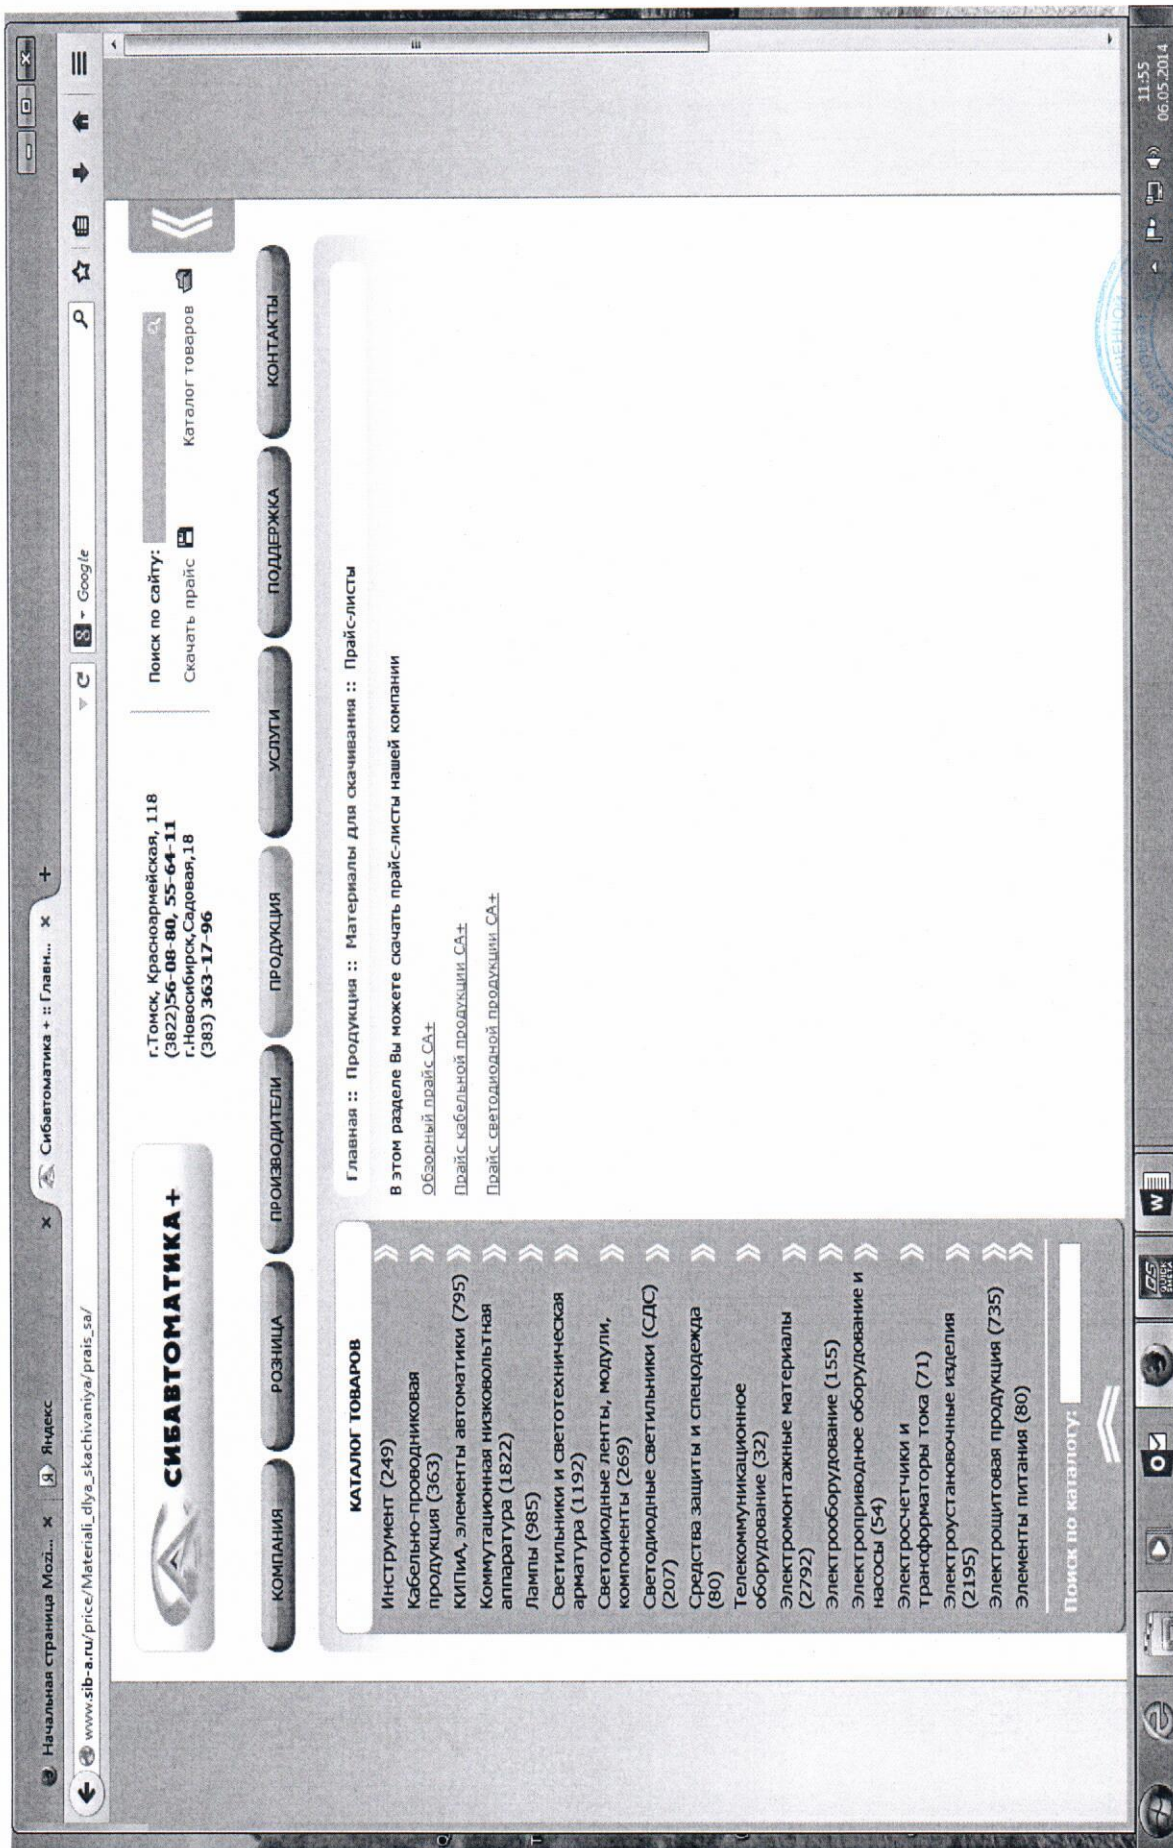 Начальная страница Mozi... ×
Яндекс ×
Сибавтоматика + :: Главн... × +
www.sib-a.ru/price/Materiali_dlya_skachivaniya/prais_sa/
Google
СИБАВТОМАТИКА+
г.Томск, Красноармейская, 118
(3822)56-08-80, 55-64-11
г.Новосибирск,Садовая,18
(383) 363-17-96
Поиск по сайту:
Скачать прайс
Каталог товаров
КОМПАНИЯ
РОЗНИЦА
ПРОИЗВОДИТЕЛИ
ПРОДУКЦИЯ
УСЛУГИ
ПОДДЕРЖКА
КОНТАКТЫ
КАТАЛОГ ТОВАРОВ
Инструмент (249)
Кабельно-проводниковая
продукция (363)
КИПиА, элементы автоматики (795)
Коммутационная низковольтная
аппаратура (1822)
Лампы (985)
Светильники и светотехническая
арматура (1192)
Светодиодные ленты, модули,
компоненты (269)
Светодиодные светильники (СДС)
(207)
Средства защиты и спецодежда
(80)
Телекоммуникационное
оборудование (32)
Электромонтажные материалы
(2792)
Электрооборудование (155)
Электроприводное оборудование и
насосы (54)
Электросчетчики и
трансформаторы тока (71)
Электроустановочные изделия
(2195)
Электрощитовая продукция (735)
Элементы питания (80)
Поиск по каталогу:
Главная :: Продукция :: Материалы для скачивания :: Прайс-листы
В этом разделе Вы можете скачать прайс-листы нашей компании
Обзорный прайс СА+
Прайс кабельной продукции СА+
Прайс светодиодной продукции СА+
11:55
06.05.2014